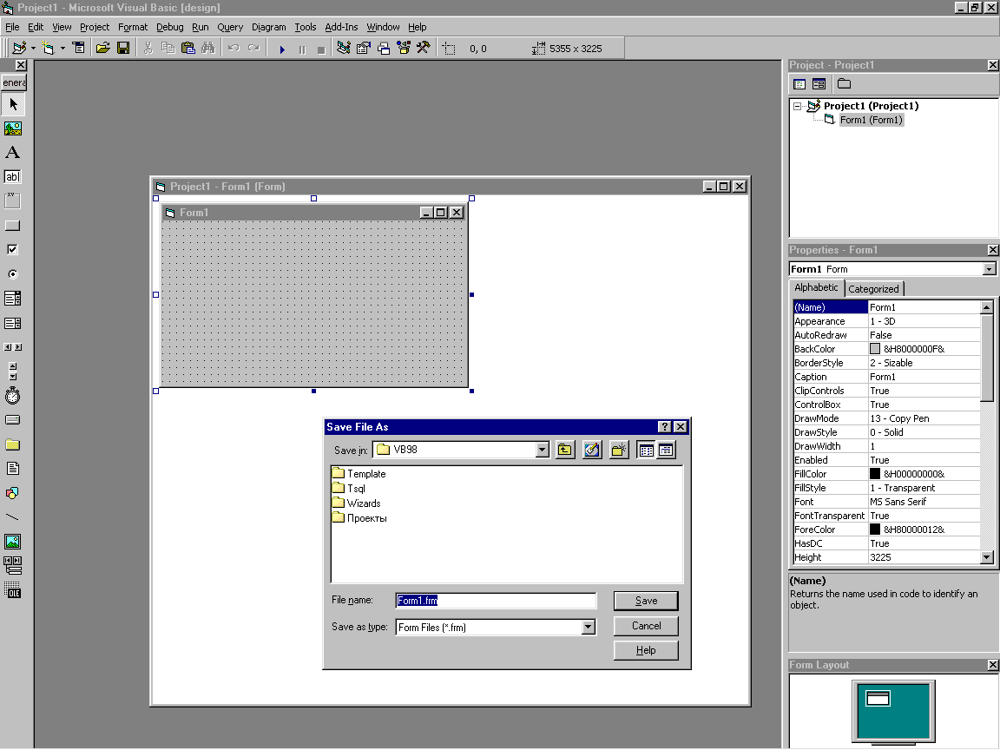 Project1 - Microsoft Visual Basic [design]
File Edit View Project Format Debug Run Query Diagram Tools Add-Ins Window Help
0, 0 5355 x 3225
enera
A
ab
xy
OLE
Project1 - Form1 (Form)
Form1
Save File As
Save in: VB98
Template
Tsql
Wizards
Проекты
File name: Form1.frm Save
Save as type: Form Files (*.frm) Cancel
Help
Project - Project1
Project1 (Project1)
Form1 (Form1)
Properties - Form1
Form1 Form
Alphabetic Categorized
(Name) Form1
Appearance 1 - 3D
AutoRedraw False
BackColor &H8000000F&
BorderStyle 2 - Sizable
Caption Form1
ClipControls True
ControlBox True
DrawMode 13 - Copy Pen
DrawStyle 0 - Solid
DrawWidth 1
Enabled True
FillColor &H00000000&
FillStyle 1 - Transparent
Font MS Sans Serif
FontTransparent True
ForeColor &H80000012&
HasDC True
Height 3225
(Name)
Returns the name used in code to identify an
object.
Form Layout